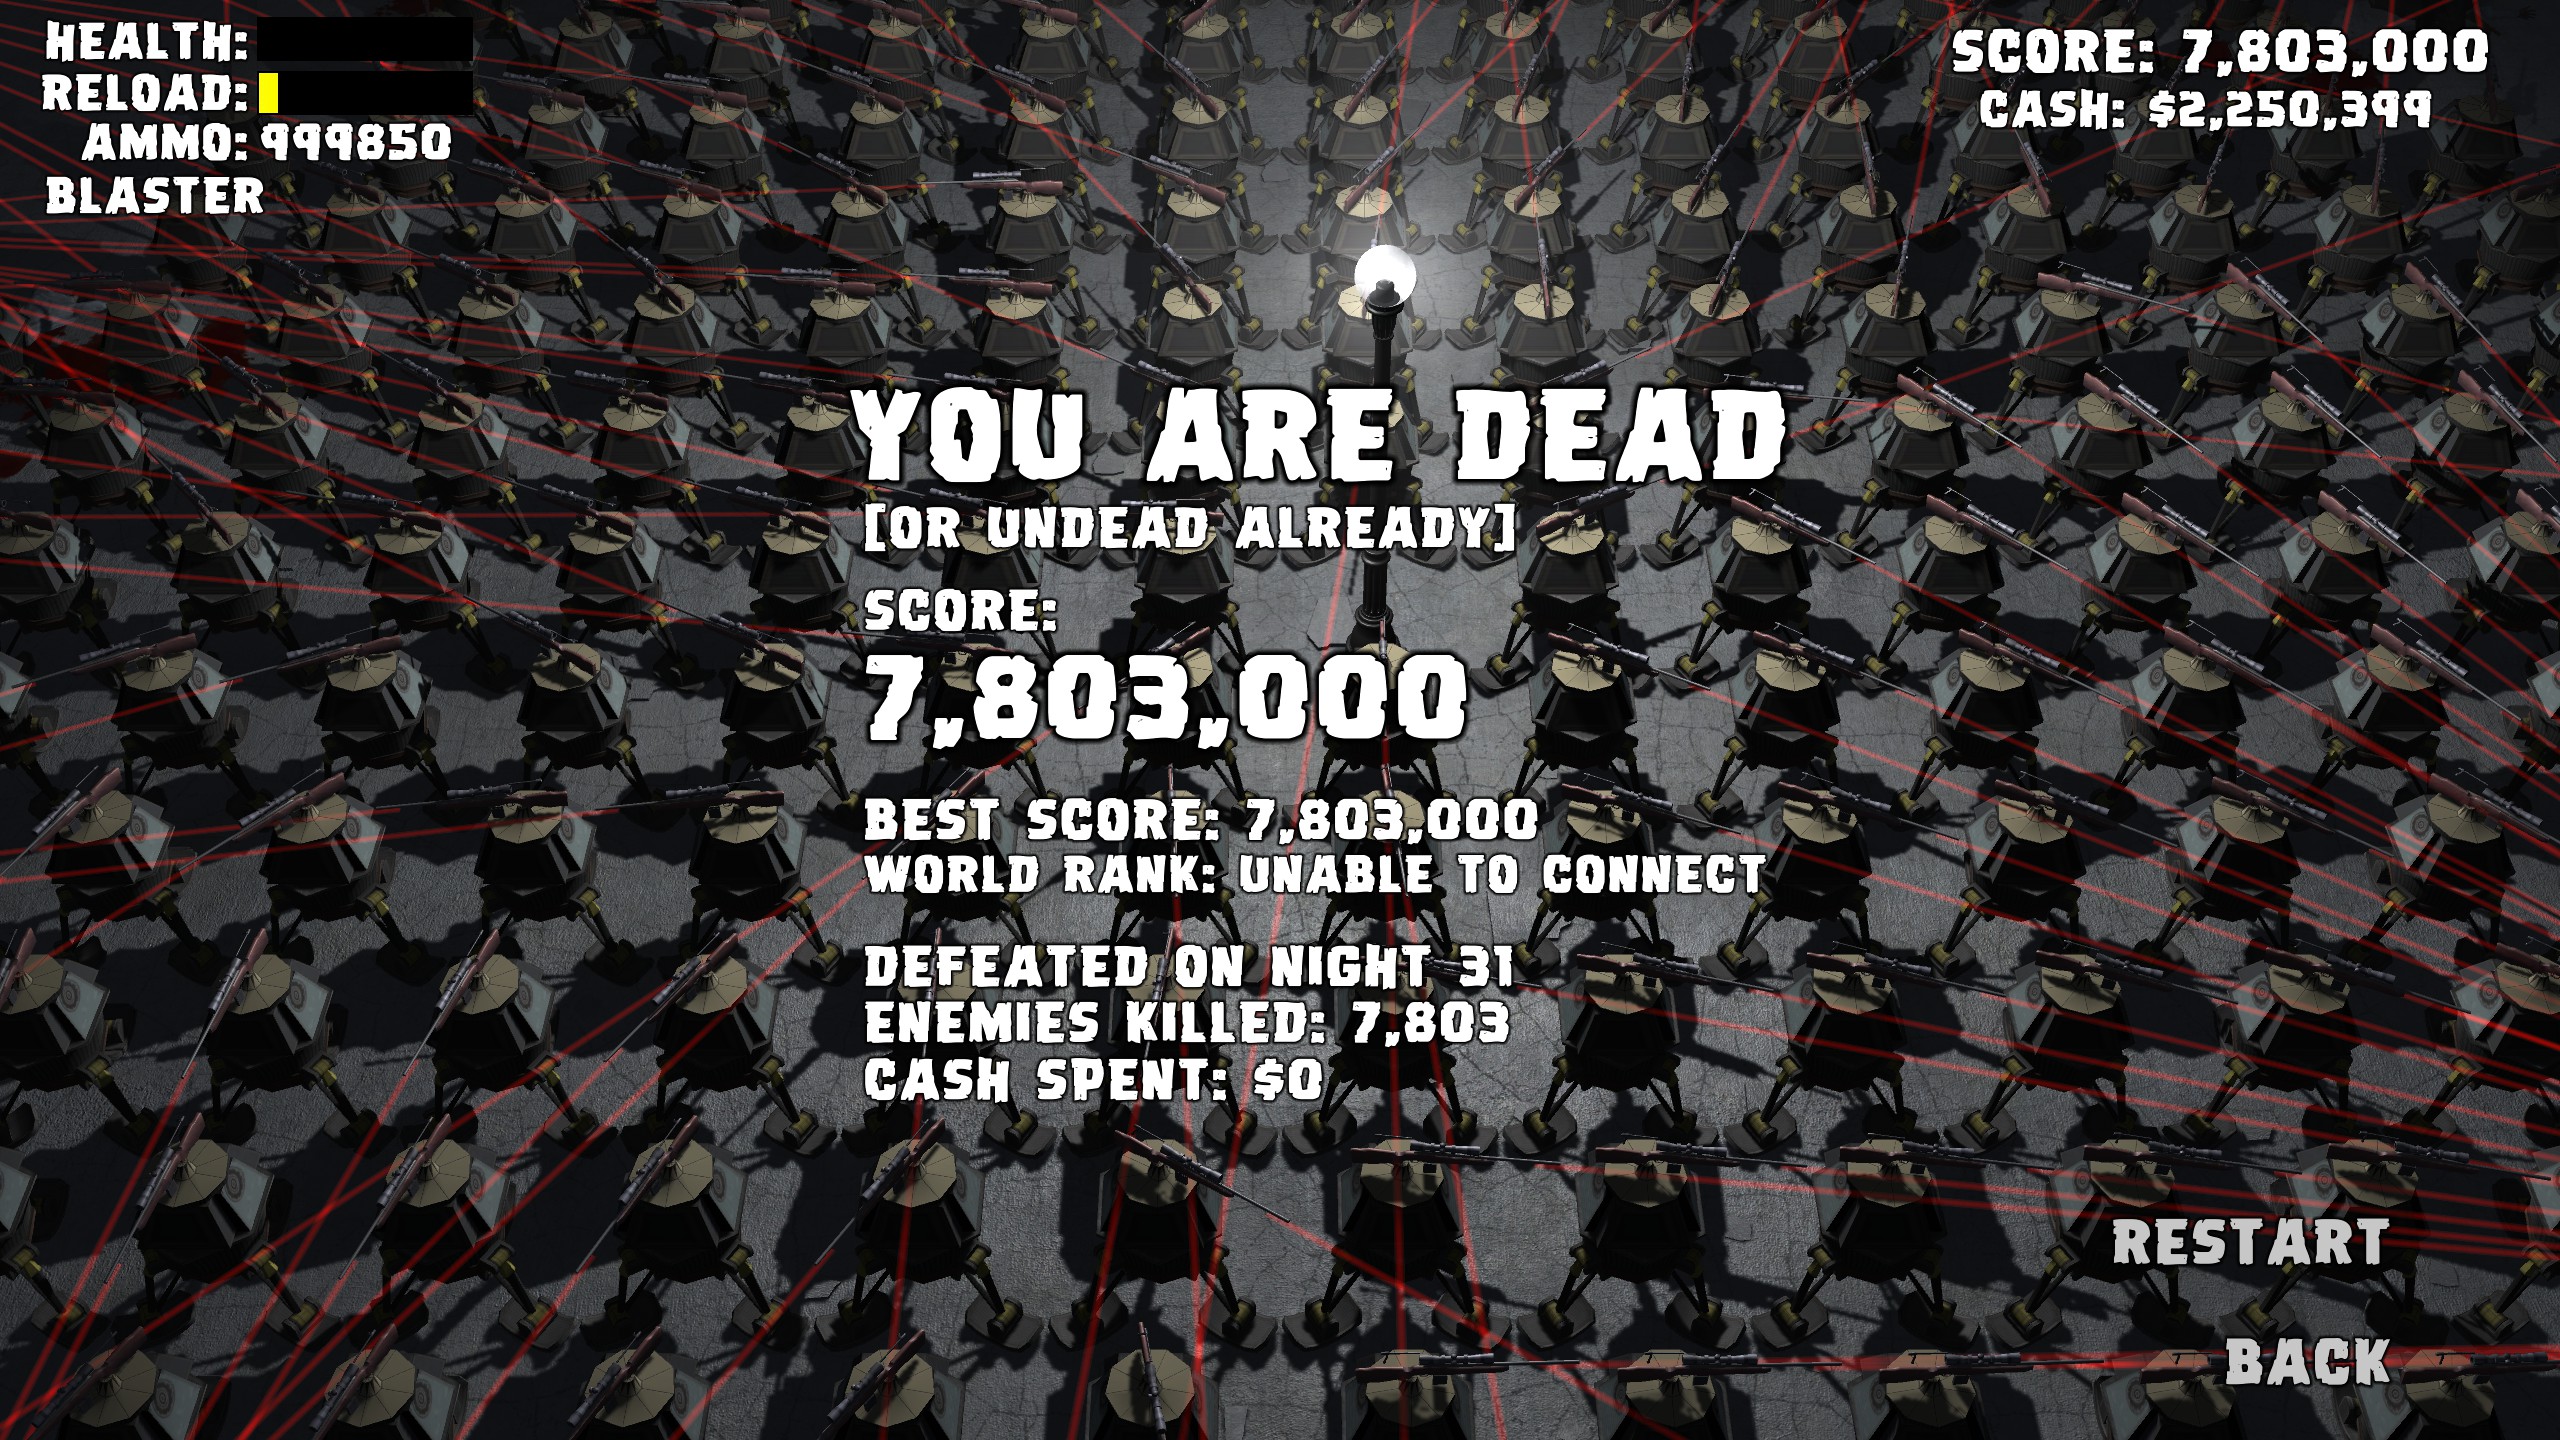 HEALTH:
RELOAD:
AMMO: 999850
BLASTER
SCORE: 7,803,000
CASH: $2,250,399
YOU ARE DEAD
[OR UNDEAD ALREADY]
SCORE:
7,803,000
BEST SCORE: 7,803,000
WORLD RANK: UNABLE TO CONNECT
DEFEATED ON NIGHT 31
ENEMIES KILLED: 7,803
CASH SPENT: $0
RESTART
BACK